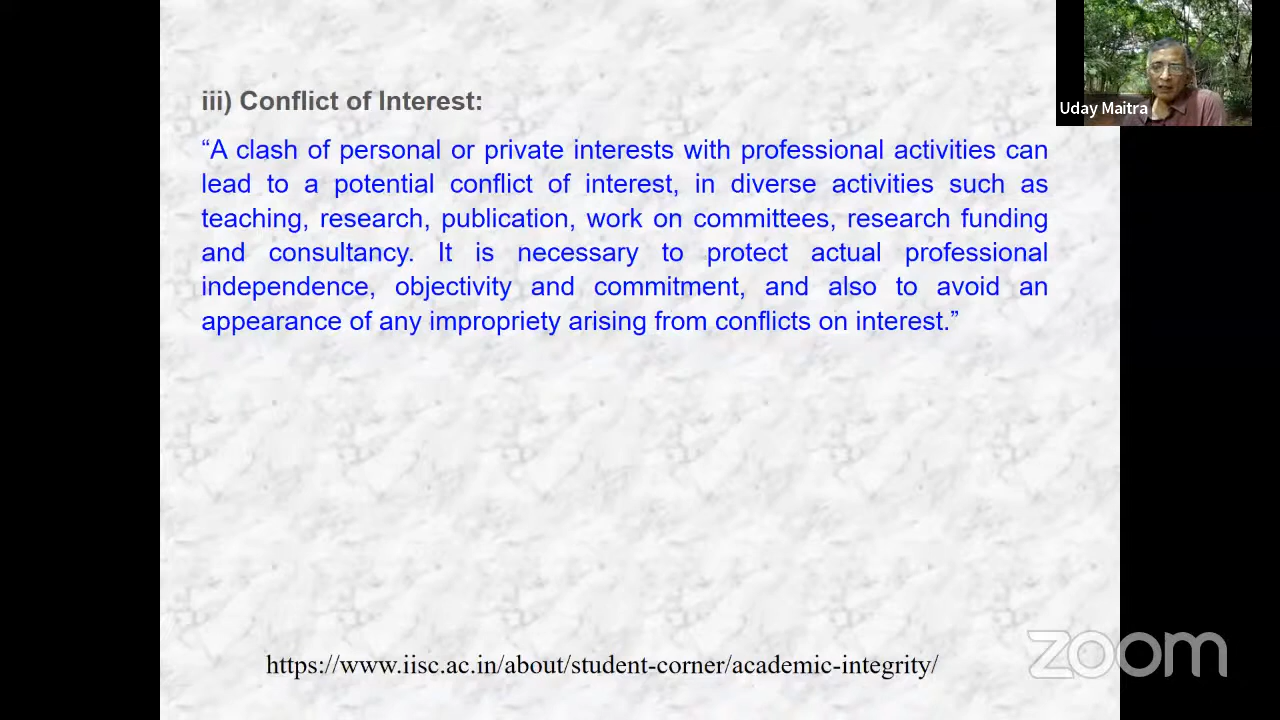 Uday Maitra
iii) Conflict of Interest:
“A clash of personal or private interests with professional activities can
lead to a potential conflict of interest, in diverse activities such as
teaching, research, publication, work on committees, research funding
and consultancy. It is necessary to protect actual professional
independence, objectivity and commitment, and also to avoid an
appearance of any impropriety arising from conflicts on interest.”
https://www.iisc.ac.in/about/student-corner/academic-integrity/
zoom